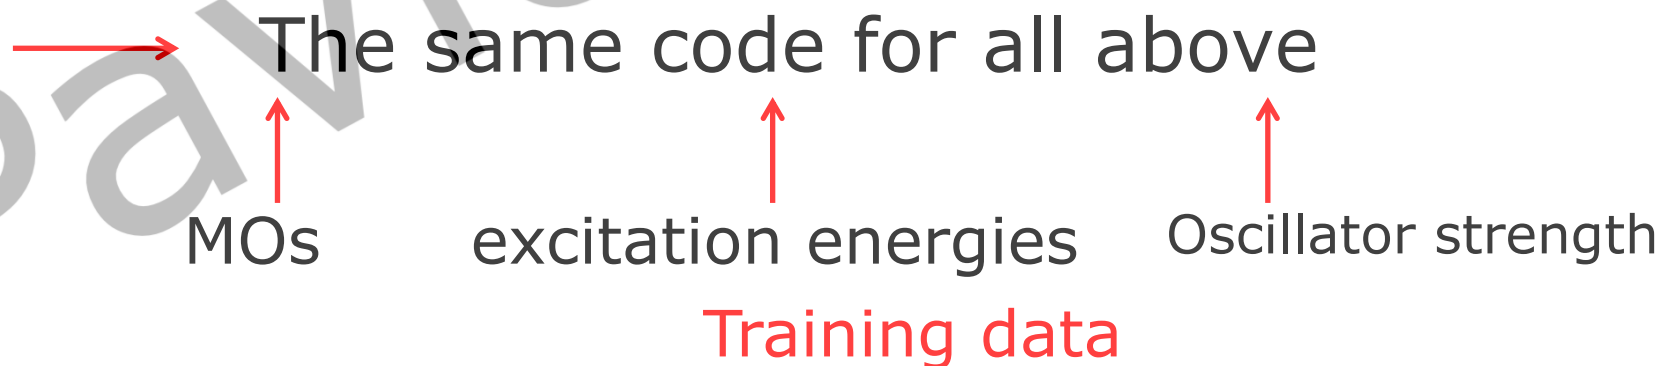 The same code for all above
MOs excitation energies Oscillator strength
Training data